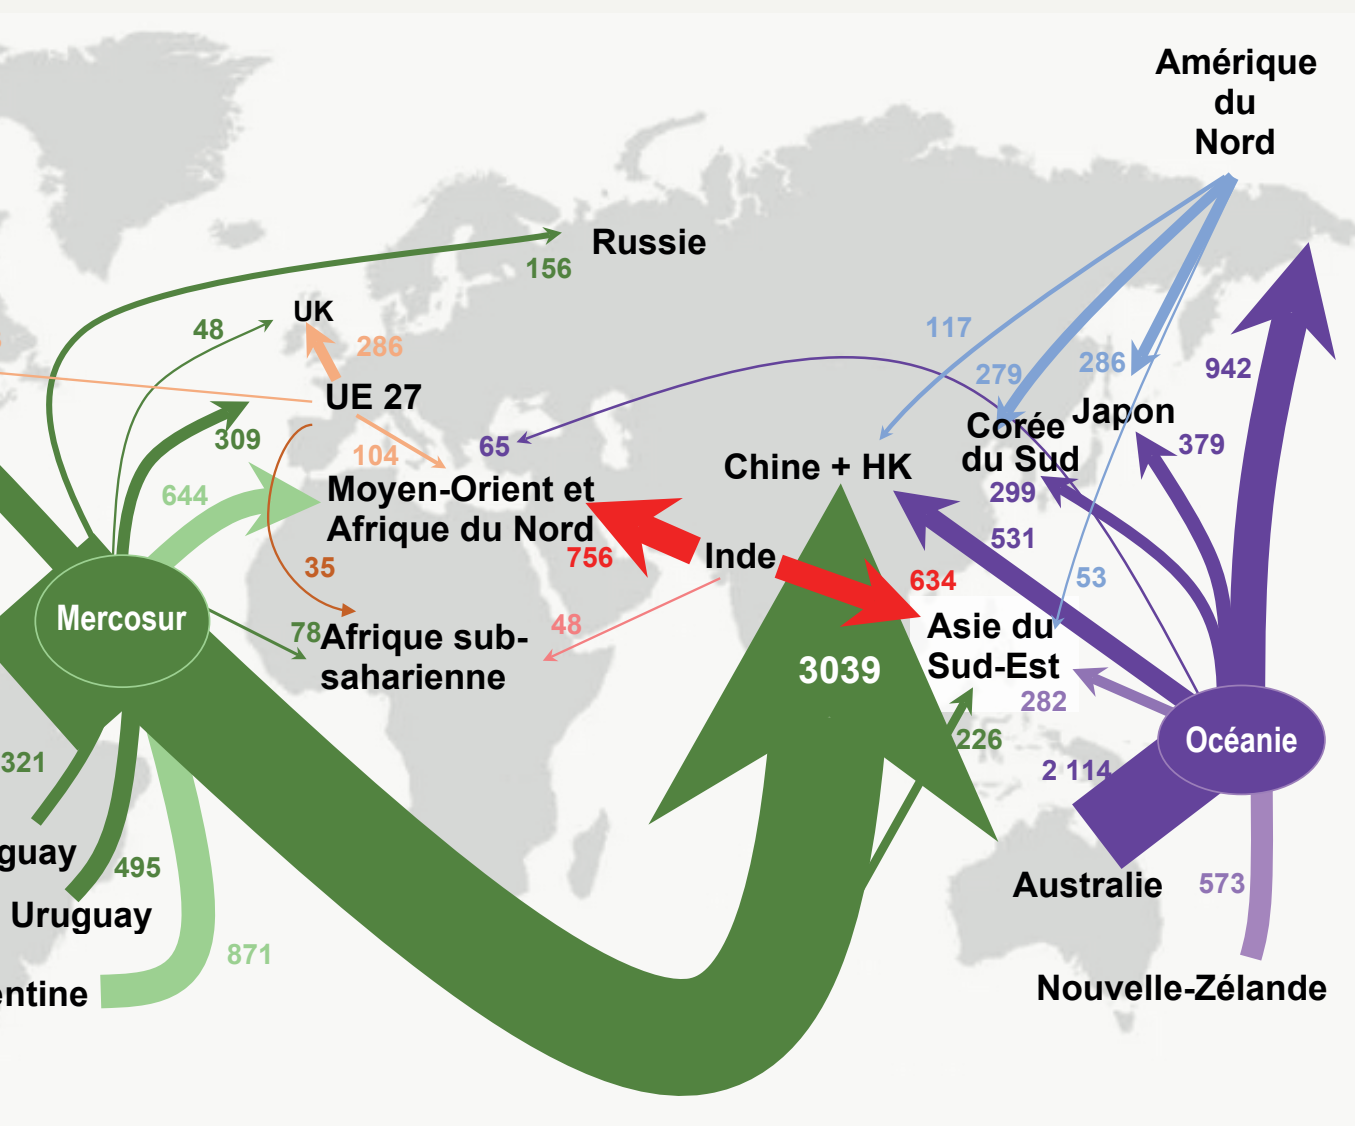 Amérique
du
Nord
Russie
156
UK
48
286
117
279
286
942
UE 27
309
104
65
Corée
du Sud
Japon
379
Chine + HK
299
644
Moyen-Orient et
Afrique du Nord
756
Inde
531
35
634
53
Mercosur
78
Afrique sub-
saharienne
48
3039
Asie du
Sud-Est
282
226
Océanie
2 114
321
guay
495
Uruguay
871
entine
Australie
573
Nouvelle-Zélande